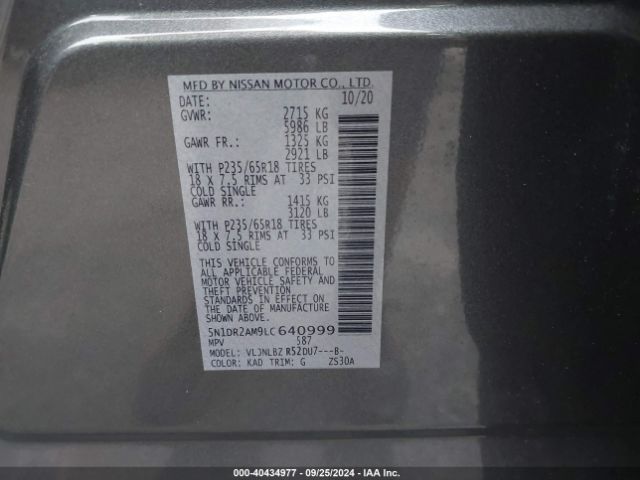 MFD BY NISSAN MOTOR CO., LTD.
DATE: 10/20
GVWR: 2715 KG
5986 LB
GAWR FR.: 1325 KG
2921 LB
WITH P235/65R18 TIRES
18 X 7.5 RIMS AT 33 PSI
COLD SINGLE
GAWR RR.: 1415 KG
3120 LB
WITH P235/65R18 TIRES
18 X 7.5 RIMS AT 33 PSI
COLD SINGLE
THIS VEHICLE CONFORMS TO
ALL APPLICABLE FEDERAL
MOTOR VEHICLE SAFETY
AND THEFT PREVENTION
STANDARDS IN EFFECT ON
THE DATE OF MANUFACTURE
SHOWN ABOVE.
5N1DR2AM9LC640999
MPV 587
MODEL: VLJNLBZ R52DU7---B-
COLOR: KAD TRIM: G ZS30A
000-40434977 - 09/25/2024 - IAA Inc.